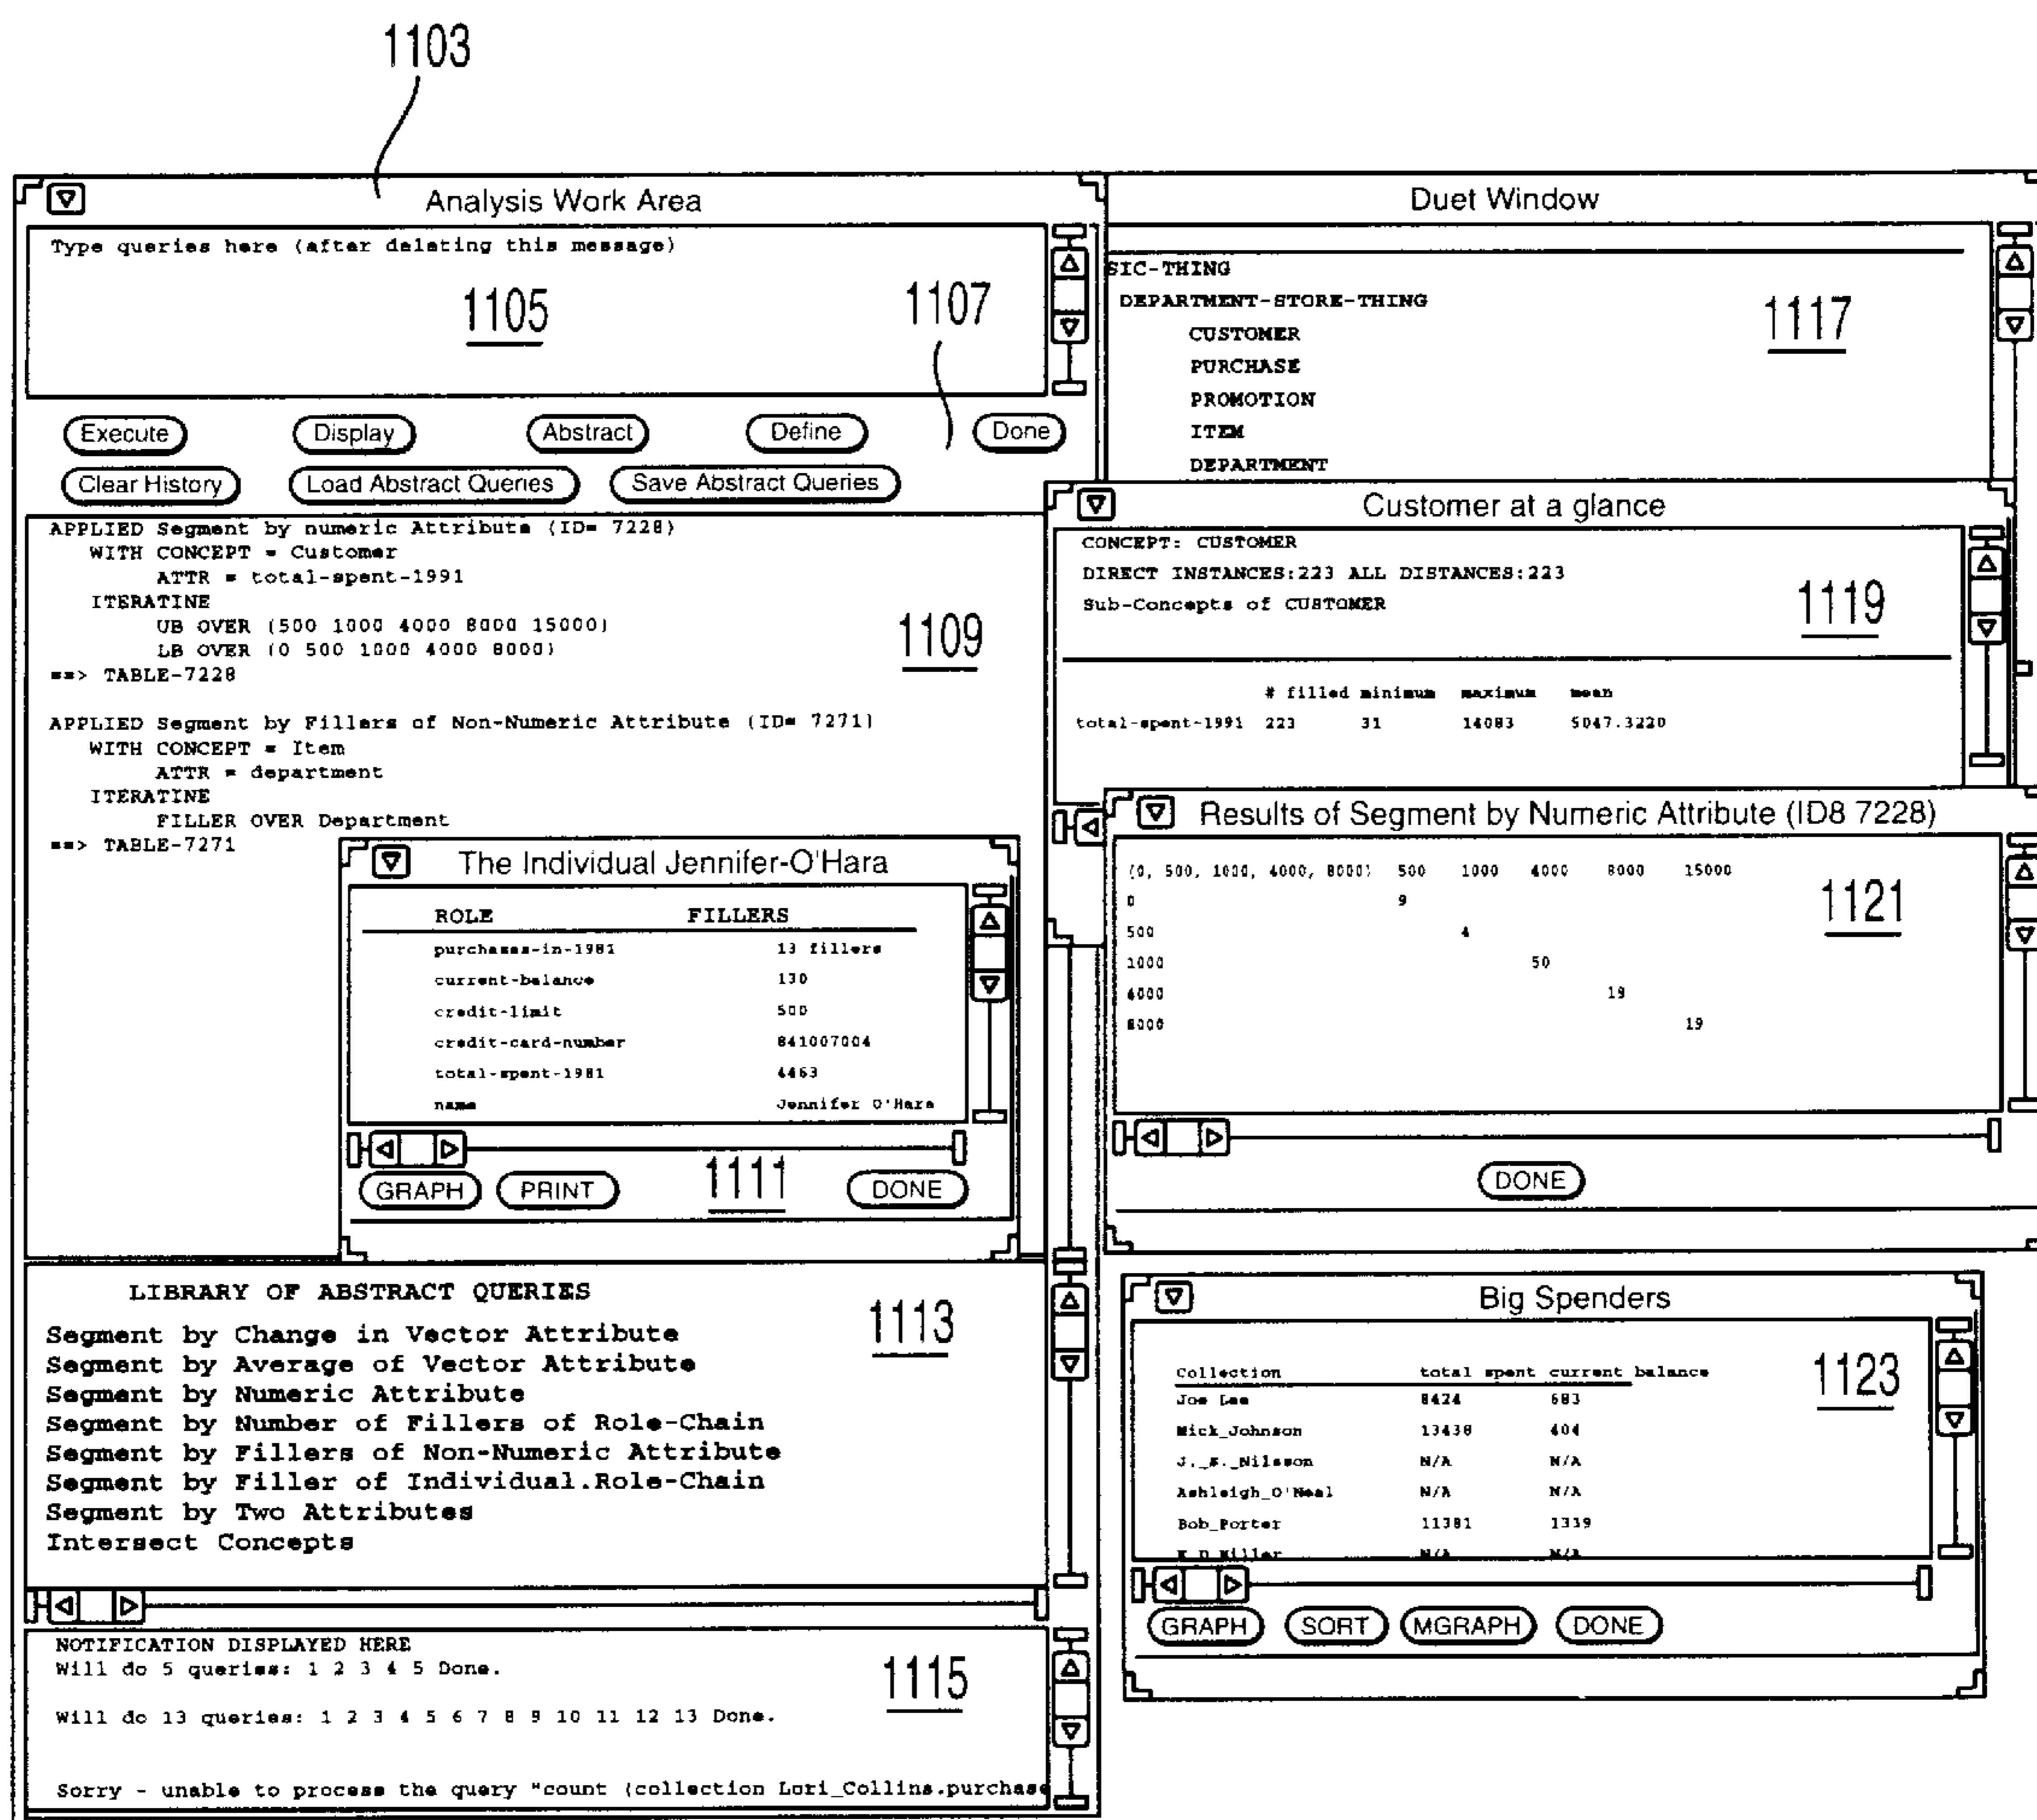 1103
Analysis Work Area
Type queries here (after deleting this message)
1105
1107
Execute Display Abstract Define Done
Clear History Load Abstract Queries Save Abstract Queries
APPLIED Segment by numeric Attribute (ID= 7228)
WITH CONCEPT = Customer
ATTR = total-spent-1991
ITERATINE
UB OVER (500 1000 4000 8000 15000)
LB OVER (0 500 1000 4000 8000)
==> TABLE-7228
1109
APPLIED Segment by Fillers of Non-Numeric Attribute (ID= 7271)
WITH CONCEPT = Item
ATTR = department
ITERATINE
FILLER OVER Department
==> TABLE-7271
The Individual Jennifer-O'Hara
ROLE FILLERS
purchases-in-1981 13 fillers
current-balance 130
credit-limit 500
credit-card-number 841007004
total-spent-1981 4463
name Jennifer O'Hara
GRAPH PRINT 1111 DONE
LIBRARY OF ABSTRACT QUERIES
1113
Segment by Change in Vector Attribute
Segment by Average of Vector Attribute
Segment by Numeric Attribute
Segment by Number of Fillers of Role-Chain
Segment by Fillers of Non-Numeric Attribute
Segment by Filler of Individual.Role-Chain
Segment by Two Attributes
Intersect Concepts
NOTIFICATION DISPLAYED HERE
Will do 5 queries: 1 2 3 4 5 Done.
1115
Will do 13 queries: 1 2 3 4 5 6 7 8 9 10 11 12 13 Done.
Sorry - unable to process the query "count (collection Lori_Collins.purchase
Duet Window
SIC-THING
DEPARTMENT-STORE-THING
1117
CUSTOMER
PURCHASE
PROMOTION
ITEM
DEPARTMENT
Customer at a glance
CONCEPT: CUSTOMER
DIRECT INSTANCES:223 ALL DISTANCES:223
Sub-Concepts of CUSTOMER
1119
# filled minimum maximum mean
total-spent-1991 223 31 14083 5047.3220
Results of Segment by Numeric Attribute (ID8 7228)
(0, 500, 1000, 4000, 8000) 500 1000 4000 8000 15000
0 9
1121
500 4
1000 50
4000 19
8000 19
DONE
Big Spenders
1123
Collection total spent current balance
Joe Lee 8424 683
Mick_Johnson 13438 404
N/A N/A
Ashleigh_O'Neal N/A N/A
Bob_Porter 11381 1339
Miller N/A N/A
GRAPH SORT MGRAPH DONE